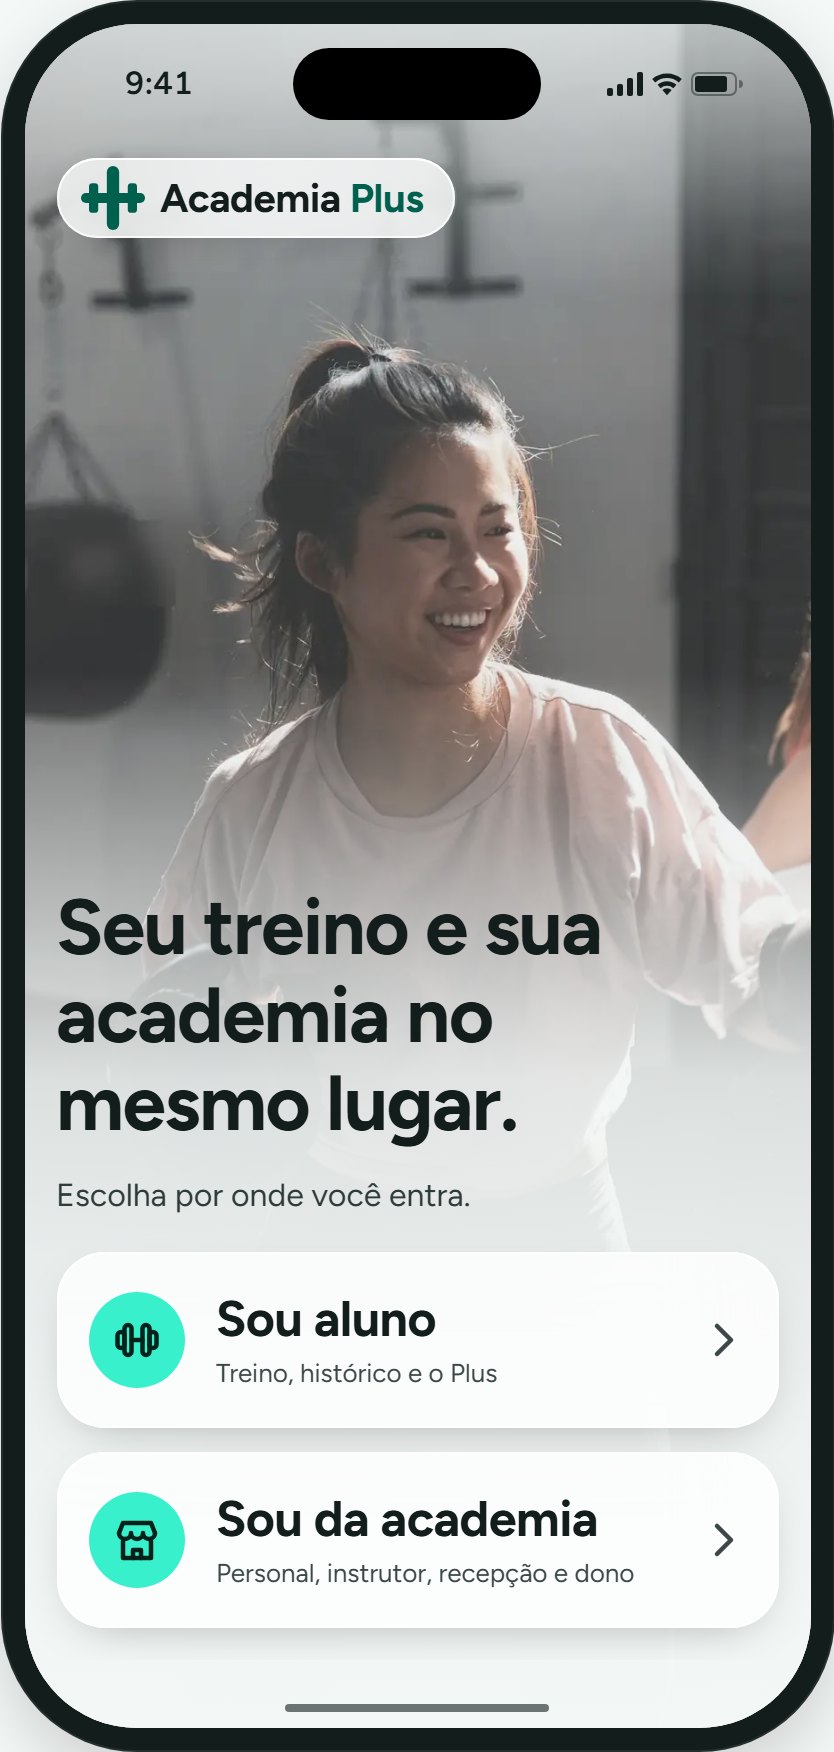 9:41
Academia Plus
Seu treino e sua
academia no
mesmo lugar.
Escolha por onde você entra.
Sou aluno
Treino, histórico e o Plus
Sou da academia
Personal, instrutor, recepção e dono